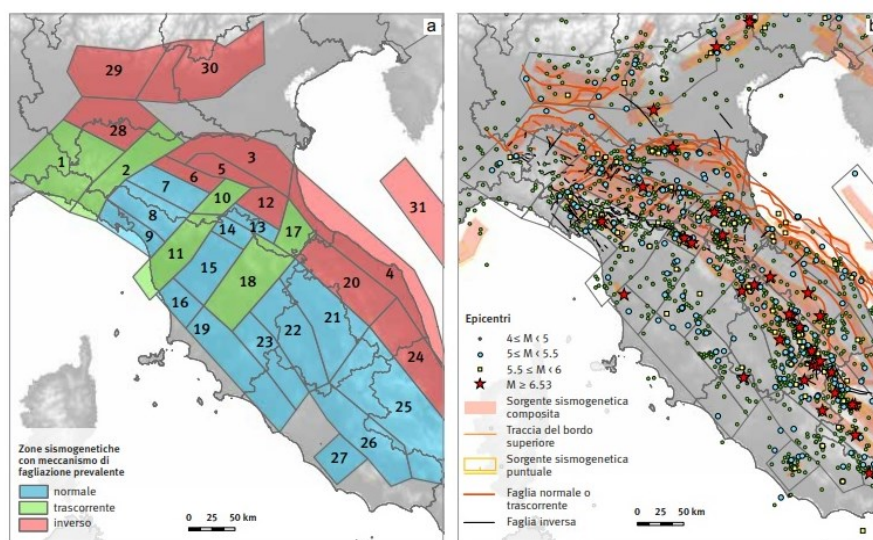 a
29
30
28
1
2
3
5
6
7
10
12
31
8
9
14
13
17
11
15
18
4
20
16
19
21
22
23
24
25
26
27
Zone sismogenetiche
con meccanismo di
fagliazione prevalente
normale
trascorrente
inverso
0 25 50 km
Epicentri
4≤ M < 5
5≤ M < 5.5
5.5 ≤ M < 6
M ≥ 6.53
Sorgente sismogenetica
composita
Traccia del bordo
superiore
Sorgente sismogenetica
puntuale
Faglia normale o
trascorrente
Faglia inversa
0 25 50 km